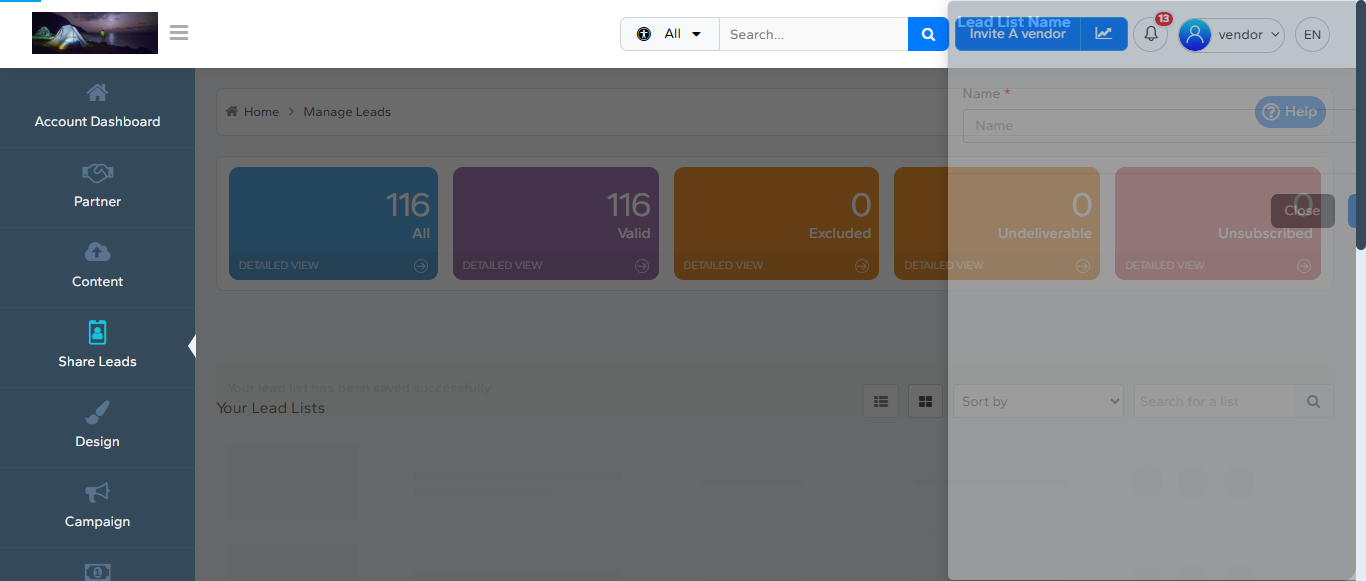 Lead List Name
All
Search...
Invite A vendor
13
vendor
EN
Account Dashboard
Home
Manage Leads
Name *
Name
Help
Partner
116
All
DETAILED VIEW
116
Valid
DETAILED VIEW
0
Excluded
DETAILED VIEW
0
Undeliverable
DETAILED VIEW
0
Unsubscribed
DETAILED VIEW
Close
Content
Share Leads
Your lead list has been saved successfully
Your Lead Lists
Sort by
Search for a list
Design
Campaign
1